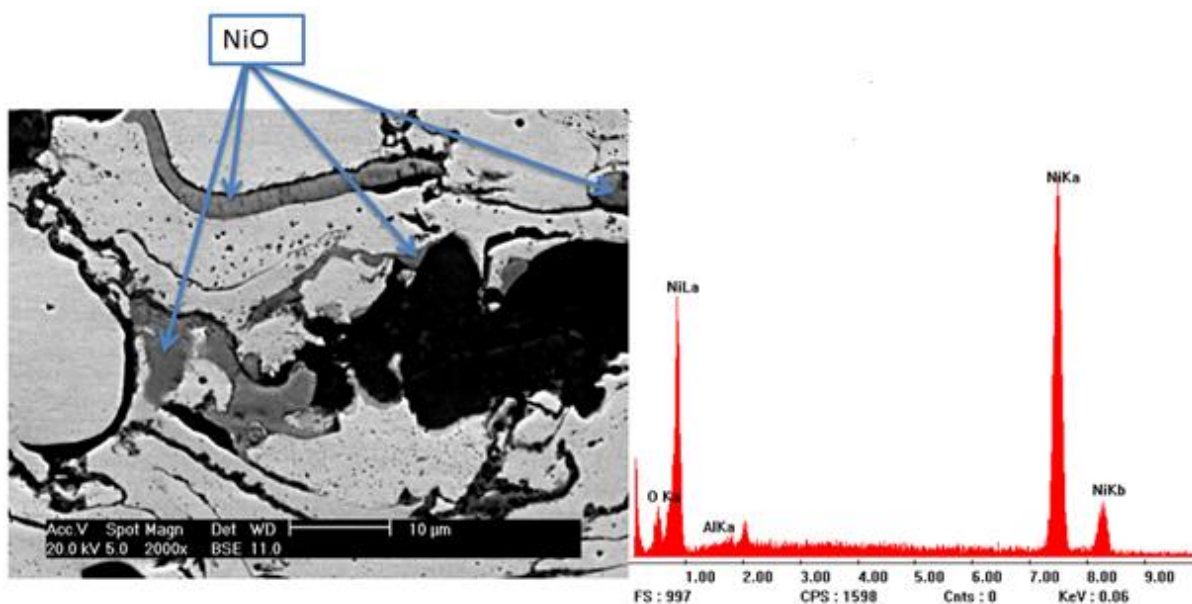 NiO
Acc.V Spot Magn Det WD 10 µm
20.0 kV 5.0 2000x BSE 11.0
NiKa
NiLa
O Ka
AlKa
NiKb
1.00 2.00 3.00 4.00 5.00 6.00 7.00 8.00 9.00
FS : 997 CPS : 1598 Cnts : 0 KeV : 0.06